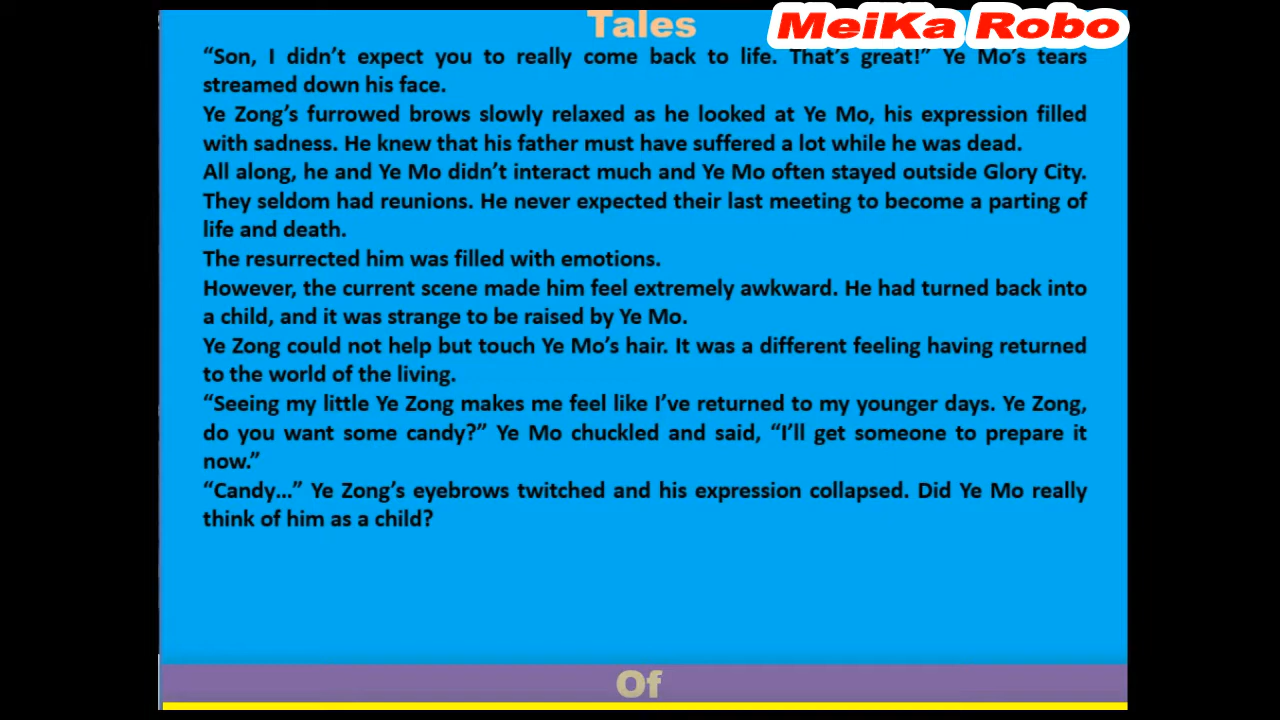 Tales
MeiKa Robo
“Son, I didn’t expect you to really come back to life. That’s great!” Ye Mo’s tears
streamed down his face.
Ye Zong’s furrowed brows slowly relaxed as he looked at Ye Mo, his expression filled
with sadness. He knew that his father must have suffered a lot while he was dead.
All along, he and Ye Mo didn’t interact much and Ye Mo often stayed outside Glory City.
They seldom had reunions. He never expected their last meeting to become a parting of
life and death.
The resurrected him was filled with emotions.
However, the current scene made him feel extremely awkward. He had turned back into
a child, and it was strange to be raised by Ye Mo.
Ye Zong could not help but touch Ye Mo’s hair. It was a different feeling having returned
to the world of the living.
“Seeing my little Ye Zong makes me feel like I’ve returned to my younger days. Ye Zong,
do you want some candy?” Ye Mo chuckled and said, “I’ll get someone to prepare it
now.”
“Candy…” Ye Zong’s eyebrows twitched and his expression collapsed. Did Ye Mo really
think of him as a child?
Of